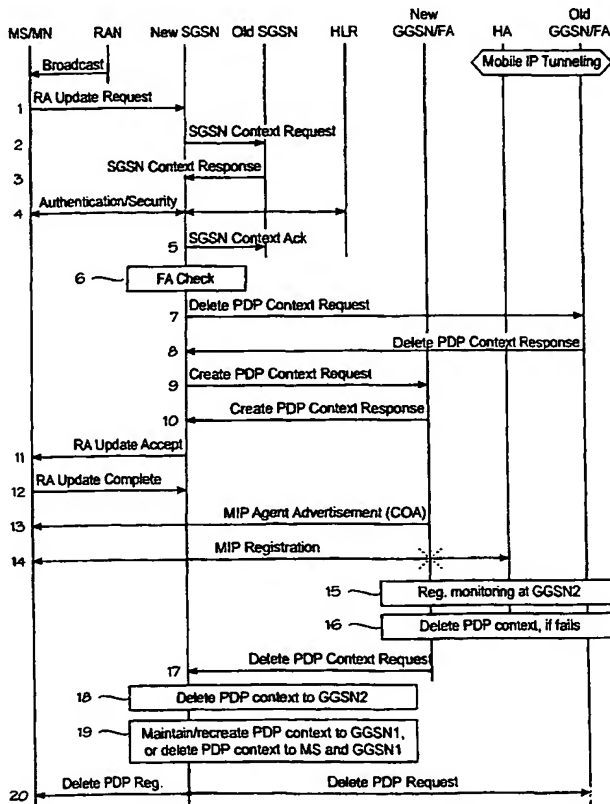 MS/MN RAN New SGSN Old SGSN HLR New GGSN/FA HA Old GGSN/FA
Broadcast
Mobile IP Tunneling
1 RA Update Request
2 SGSN Context Request
3 SGSN Context Response
4 Authentication/Security
5 SGSN Context Ack
6 FA Check
7 Delete PDP Context Request
8 Delete PDP Context Response
9 Create PDP Context Request
10 Create PDP Context Response
11 RA Update Accept
12 RA Update Complete
13 MIP Agent Advertisement (COA)
14 MIP Registration
15 Reg. monitoring at GGSN2
16 Delete PDP context, if fails
17 Delete PDP Context Request
18 Delete PDP context to GGSN2
19 Maintain/recreate PDP context to GGSN1,
or delete PDP context to MS and GGSN1
20 Delete PDP Reg. Delete PDP Request